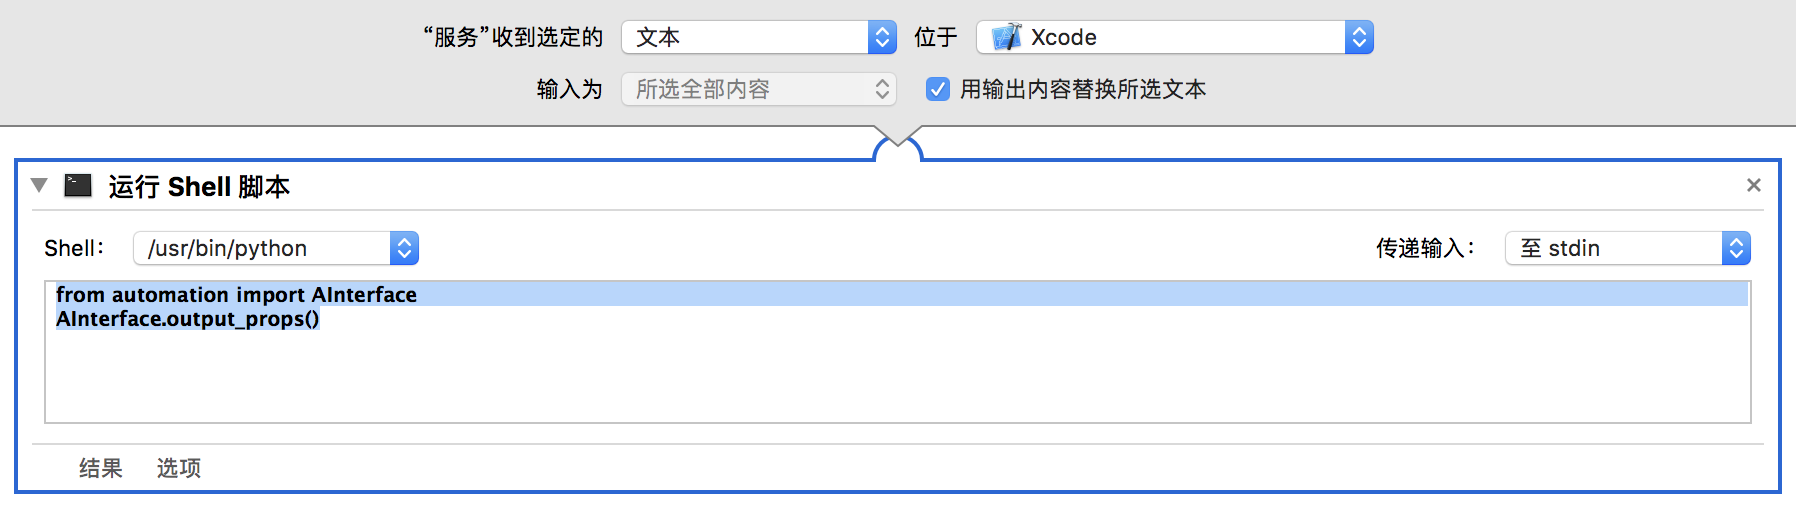 “服务”收到选定的 文本 位于 Xcode
输入为 所选全部内容 用输出内容替换所选文本
运行 Shell 脚本
Shell： /usr/bin/python 传递输入： 至 stdin
from automation import AInterface
AInterface.output_props()
结果 选项